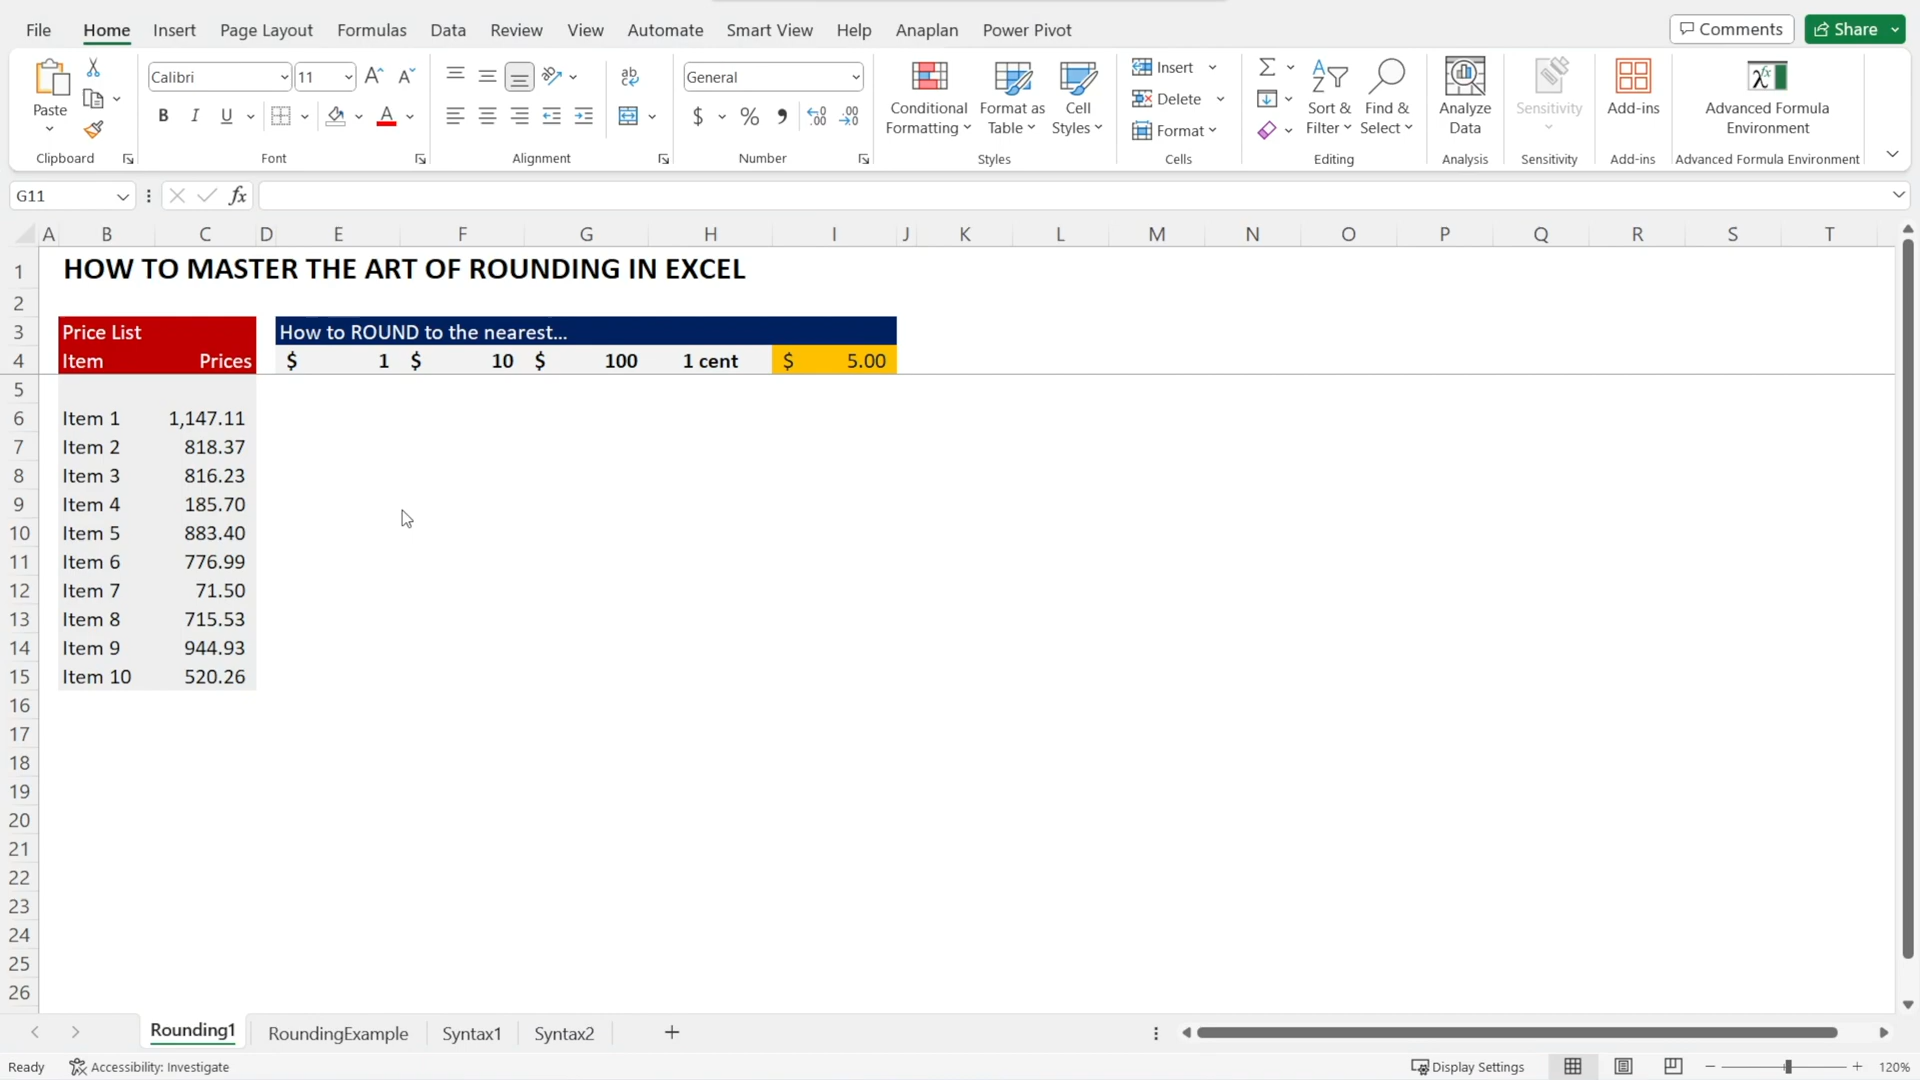 File Home Insert Page Layout Formulas Data Review View Automate Smart View Help Anaplan Power Pivot Comments Share
Paste Calibri 11 General Conditional Formatting Format as Table Cell Styles Insert Delete Format Sort & Filter Find & Select Analyze Data Sensitivity Add-ins Advanced Formula Environment
Clipboard Font Alignment Number Styles Cells Editing Analysis Sensitivity Add-ins Advanced Formula Environment
G11 fx
A B C D E F G H I J K L M N O P Q R S T
1 HOW TO MASTER THE ART OF ROUNDING IN EXCEL
2
3 Price List How to ROUND to the nearest...
4 Item Prices $ 1 $ 10 $ 100 1 cent $ 5.00
5
6 Item 1 1,147.11
7 Item 2 818.37
8 Item 3 816.23
9 Item 4 185.70
10 Item 5 883.40
11 Item 6 776.99
12 Item 7 71.50
13 Item 8 715.53
14 Item 9 944.93
15 Item 10 520.26
16
17
18
19
20
21
22
23
24
25
26
Rounding1 RoundingExample Syntax1 Syntax2
Ready Accessibility: Investigate Display Settings 120%